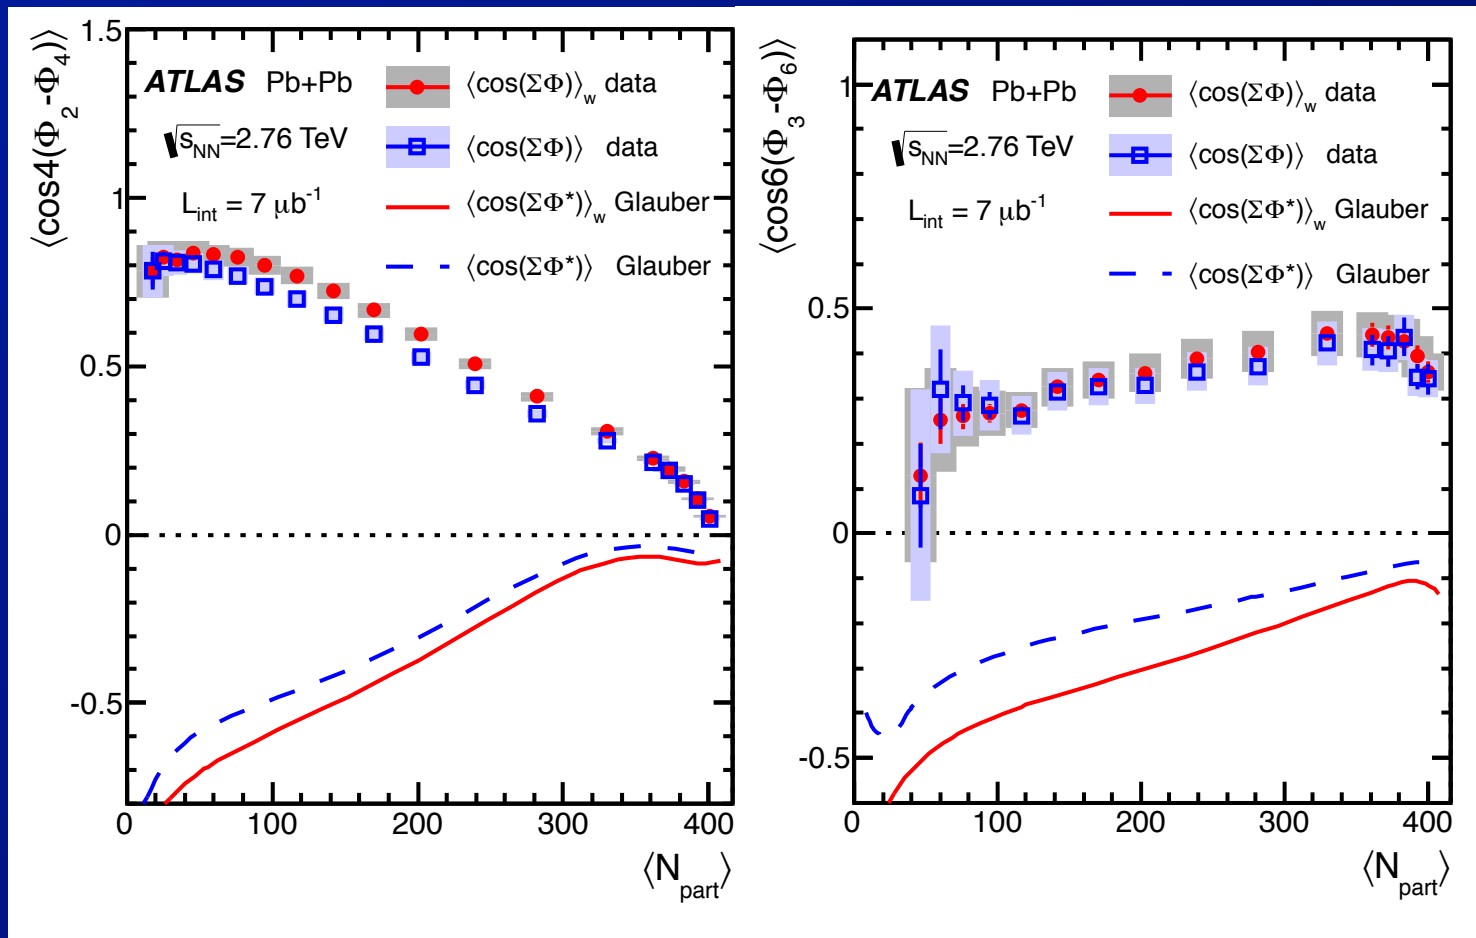 ⟨cos4(Φ₂-Φ₄)⟩
1.5
1
0.5
0
-0.5
ATLAS Pb+Pb
√sNN=2.76 TeV
Lint = 7 μb⁻¹
⟨cos(ΣΦ)⟩w data
⟨cos(ΣΦ)⟩ data
⟨cos(ΣΦ*)⟩w Glauber
⟨cos(ΣΦ*)⟩ Glauber
0 100 200 300 400
⟨Npart⟩
⟨cos6(Φ₃-Φ₆)⟩
1
0.5
0
-0.5
ATLAS Pb+Pb
√sNN=2.76 TeV
Lint = 7 μb⁻¹
⟨cos(ΣΦ)⟩w data
⟨cos(ΣΦ)⟩ data
⟨cos(ΣΦ*)⟩w Glauber
⟨cos(ΣΦ*)⟩ Glauber
0 100 200 300 400
⟨Npart⟩